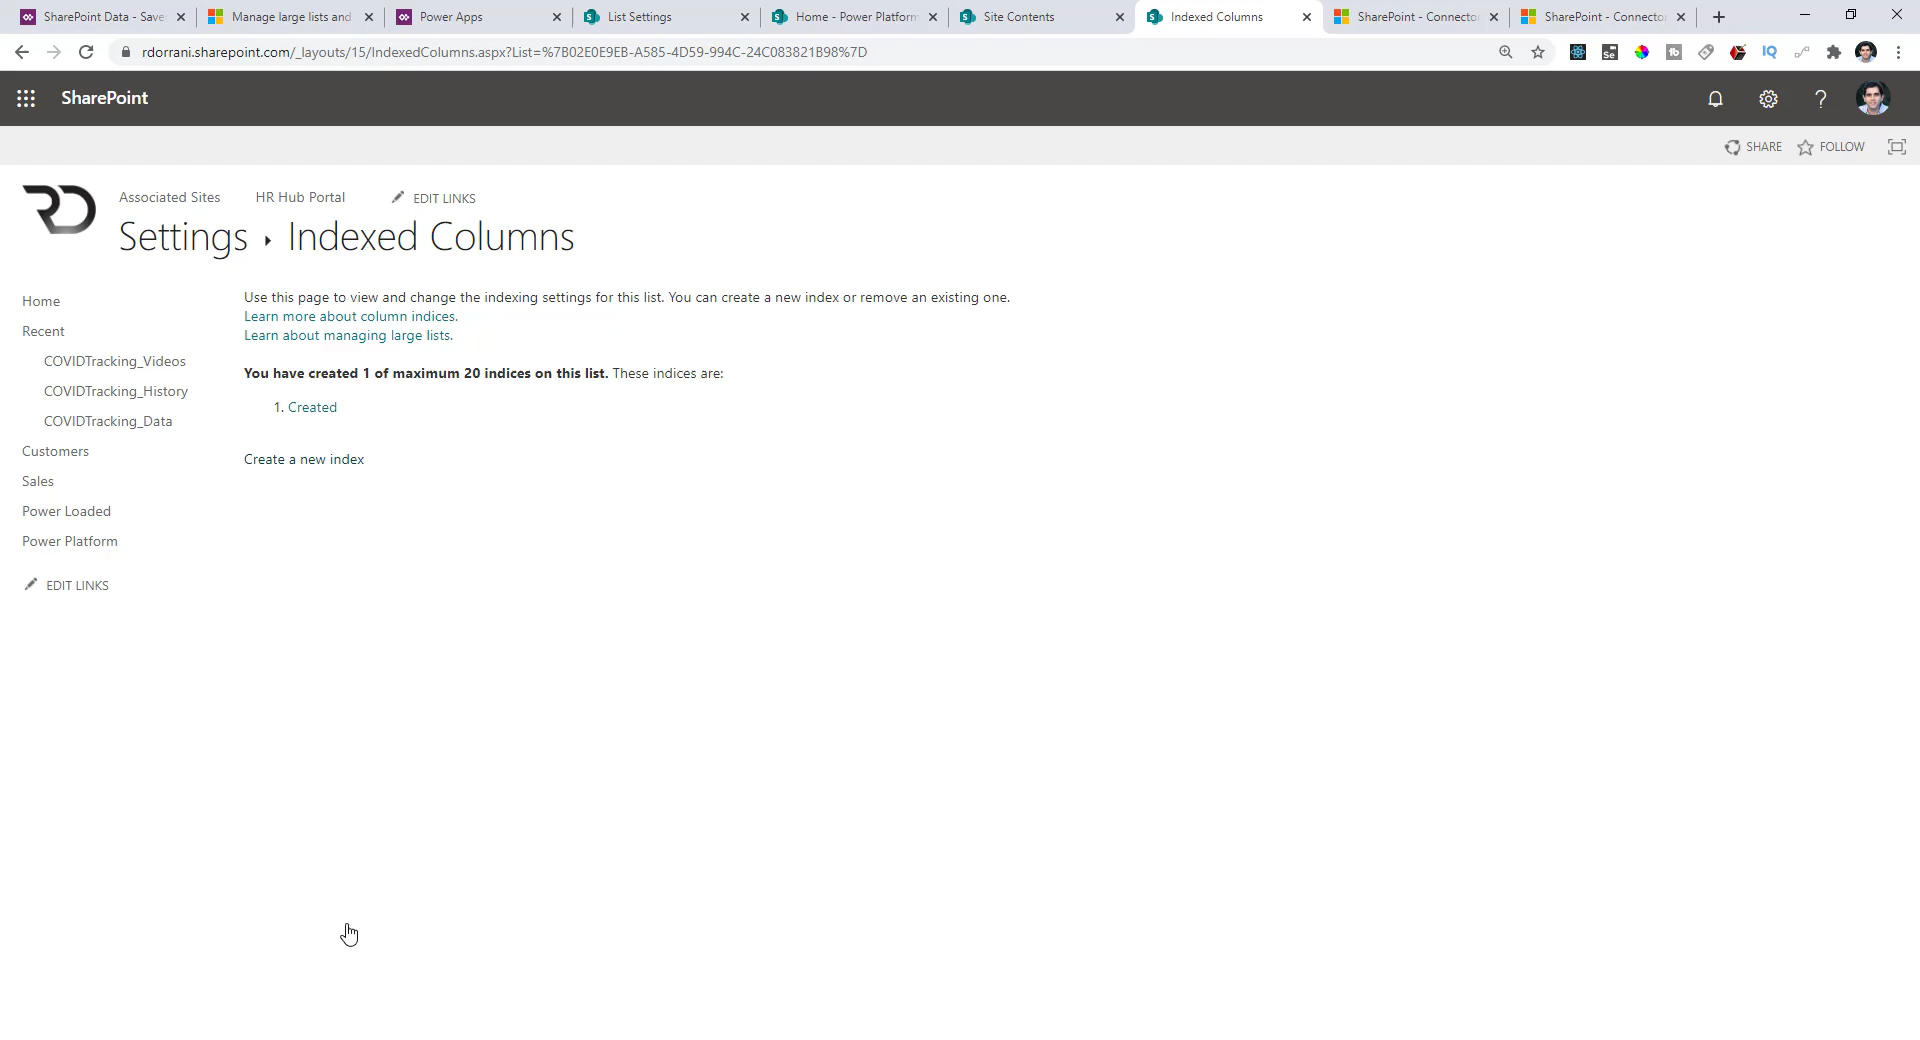 SharePoint Data - Save
Manage large lists and
Power Apps
List Settings
Home - Power Platform
Site Contents
Indexed Columns
SharePoint - Connector
SharePoint - Connector
rdorrani.sharepoint.com/_layouts/15/IndexedColumns.aspx?List=%7B02E0E9EB-A585-4D59-994C-24C083821B98%7D
Se
tb
IQ
SharePoint
SHARE
FOLLOW
RD
Associated Sites
HR Hub Portal
EDIT LINKS
Settings ▸ Indexed Columns
Home
Recent
COVIDTracking_Videos
COVIDTracking_History
COVIDTracking_Data
Customers
Sales
Power Loaded
Power Platform
EDIT LINKS
Use this page to view and change the indexing settings for this list. You can create a new index or remove an existing one.
Learn more about column indices.
Learn about managing large lists.
You have created 1 of maximum 20 indices on this list. These indices are:
1. Created
Create a new index